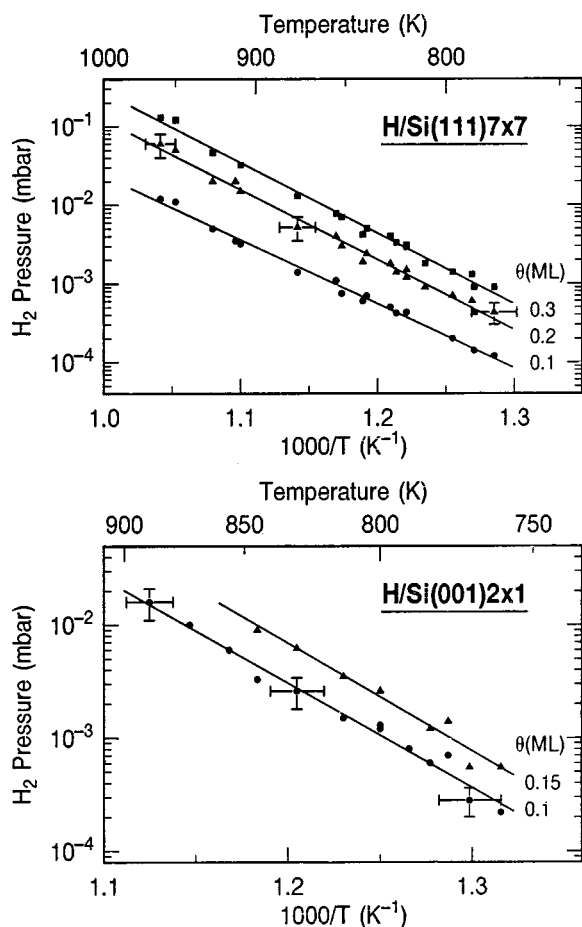 Temperature (K)
1000 900 800
H/Si(111)7x7
H₂ Pressure (mbar)
10⁻¹
10⁻²
10⁻³
10⁻⁴
θ(ML)
0.3
0.2
0.1
1.0 1.1 1.2 1.3
1000/T (K⁻¹)
Temperature (K)
900 850 800 750
H/Si(001)2x1
H₂ Pressure (mbar)
10⁻²
10⁻³
10⁻⁴
θ(ML)
0.15
0.1
1.1 1.2 1.3
1000/T (K⁻¹)